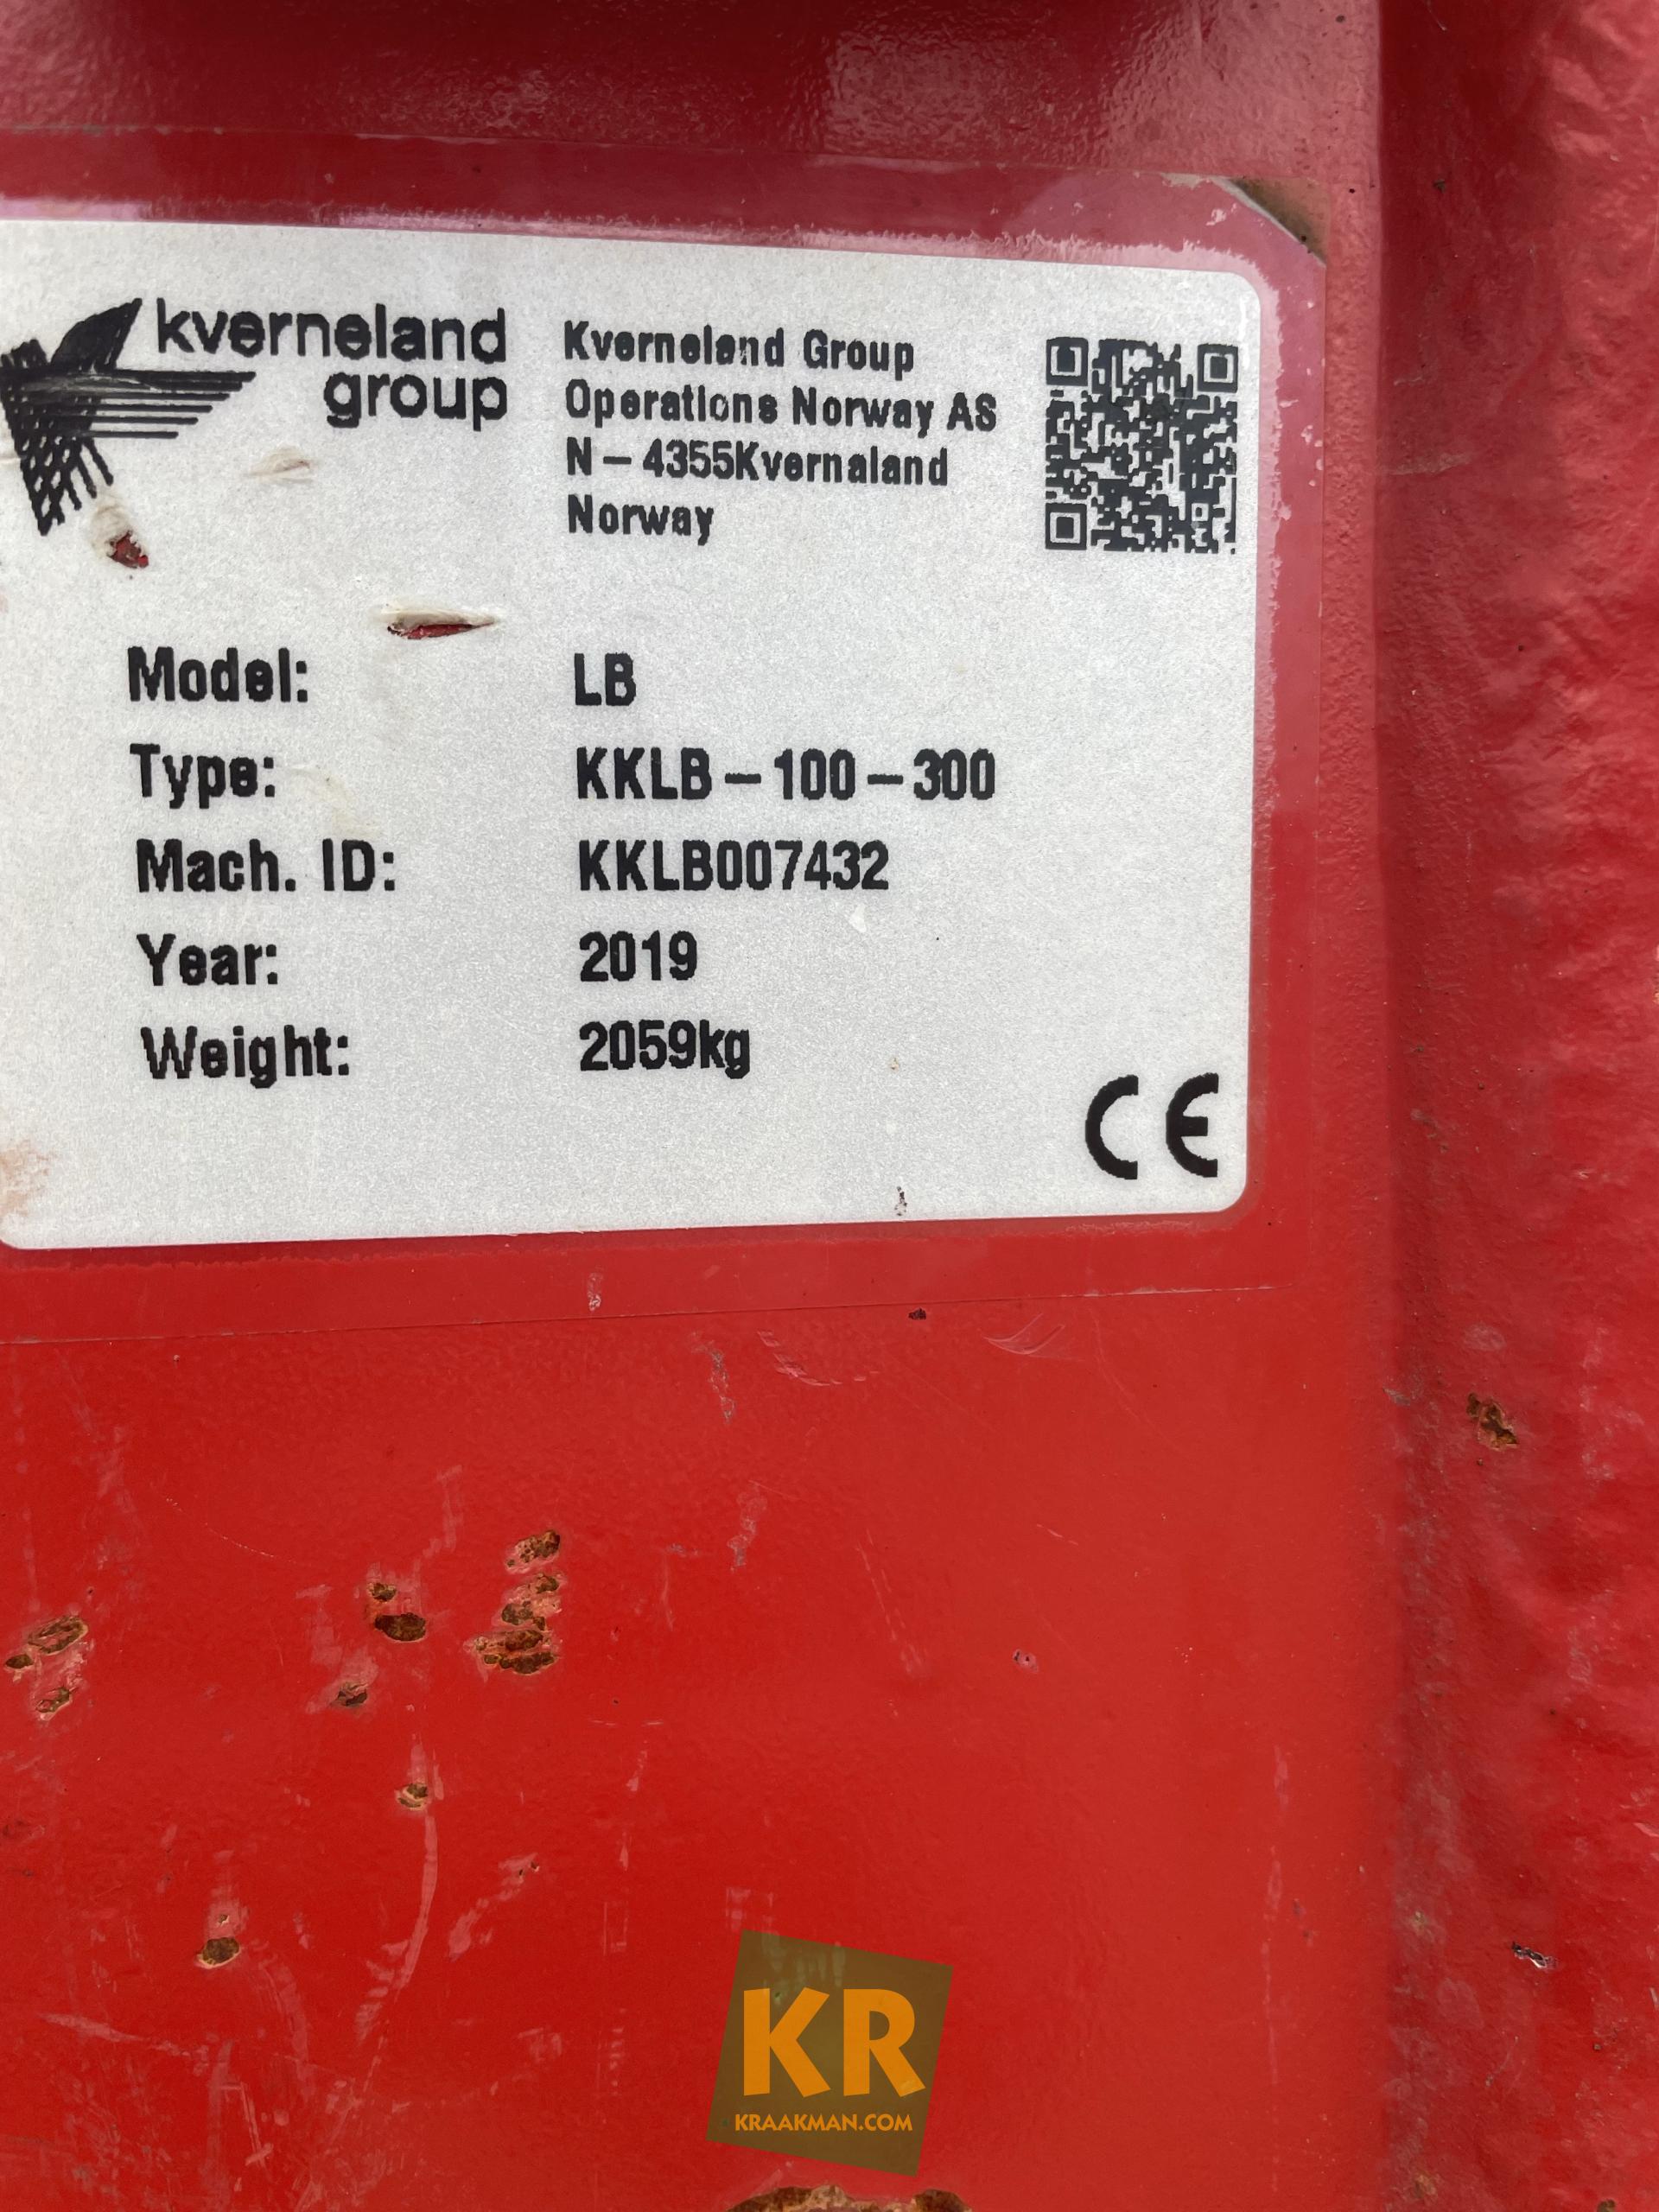 kverneland
group
Kverneland Group
Operations Norway AS
N-4355Kvernaland
Norway
Model: LB
Type: KKLB-100-300
Mach. ID: KKLB007432
Year: 2019
Weight: 2059kg
CE
KR
KRAAKMAN.COM